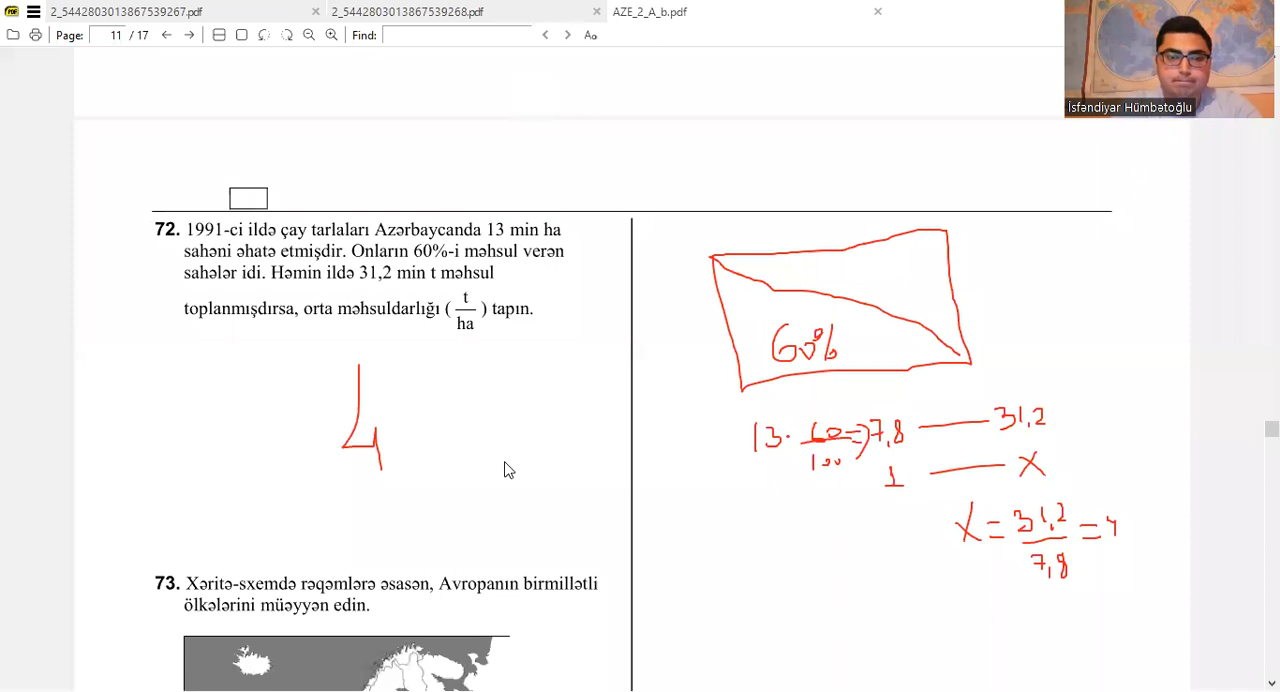 2_5442803013867539267.pdf
2_5442803013867539268.pdf
AZE_2_A_b.pdf
Page: 11 / 17
Find:
İsfəndiyar Hümbətoğlu
72. 1991-ci ildə çay tarlaları Azərbaycanda 13 min ha
sahəni əhatə etmişdir. Onların 60%-i məhsul verən
sahələr idi. Həmin ildə 31,2 min t məhsul
toplanmışdırsa, orta məhsuldarlığı ( t/ha ) tapın.
4
60%
13 · 60/100 = 7,8 — 31,2
1 — X
X = 31,2/7,8 = 4
73. Xəritə-sxemdə rəqəmlərə əsasən, Avropanın birmillətli
ölkələrini müəyyən edin.